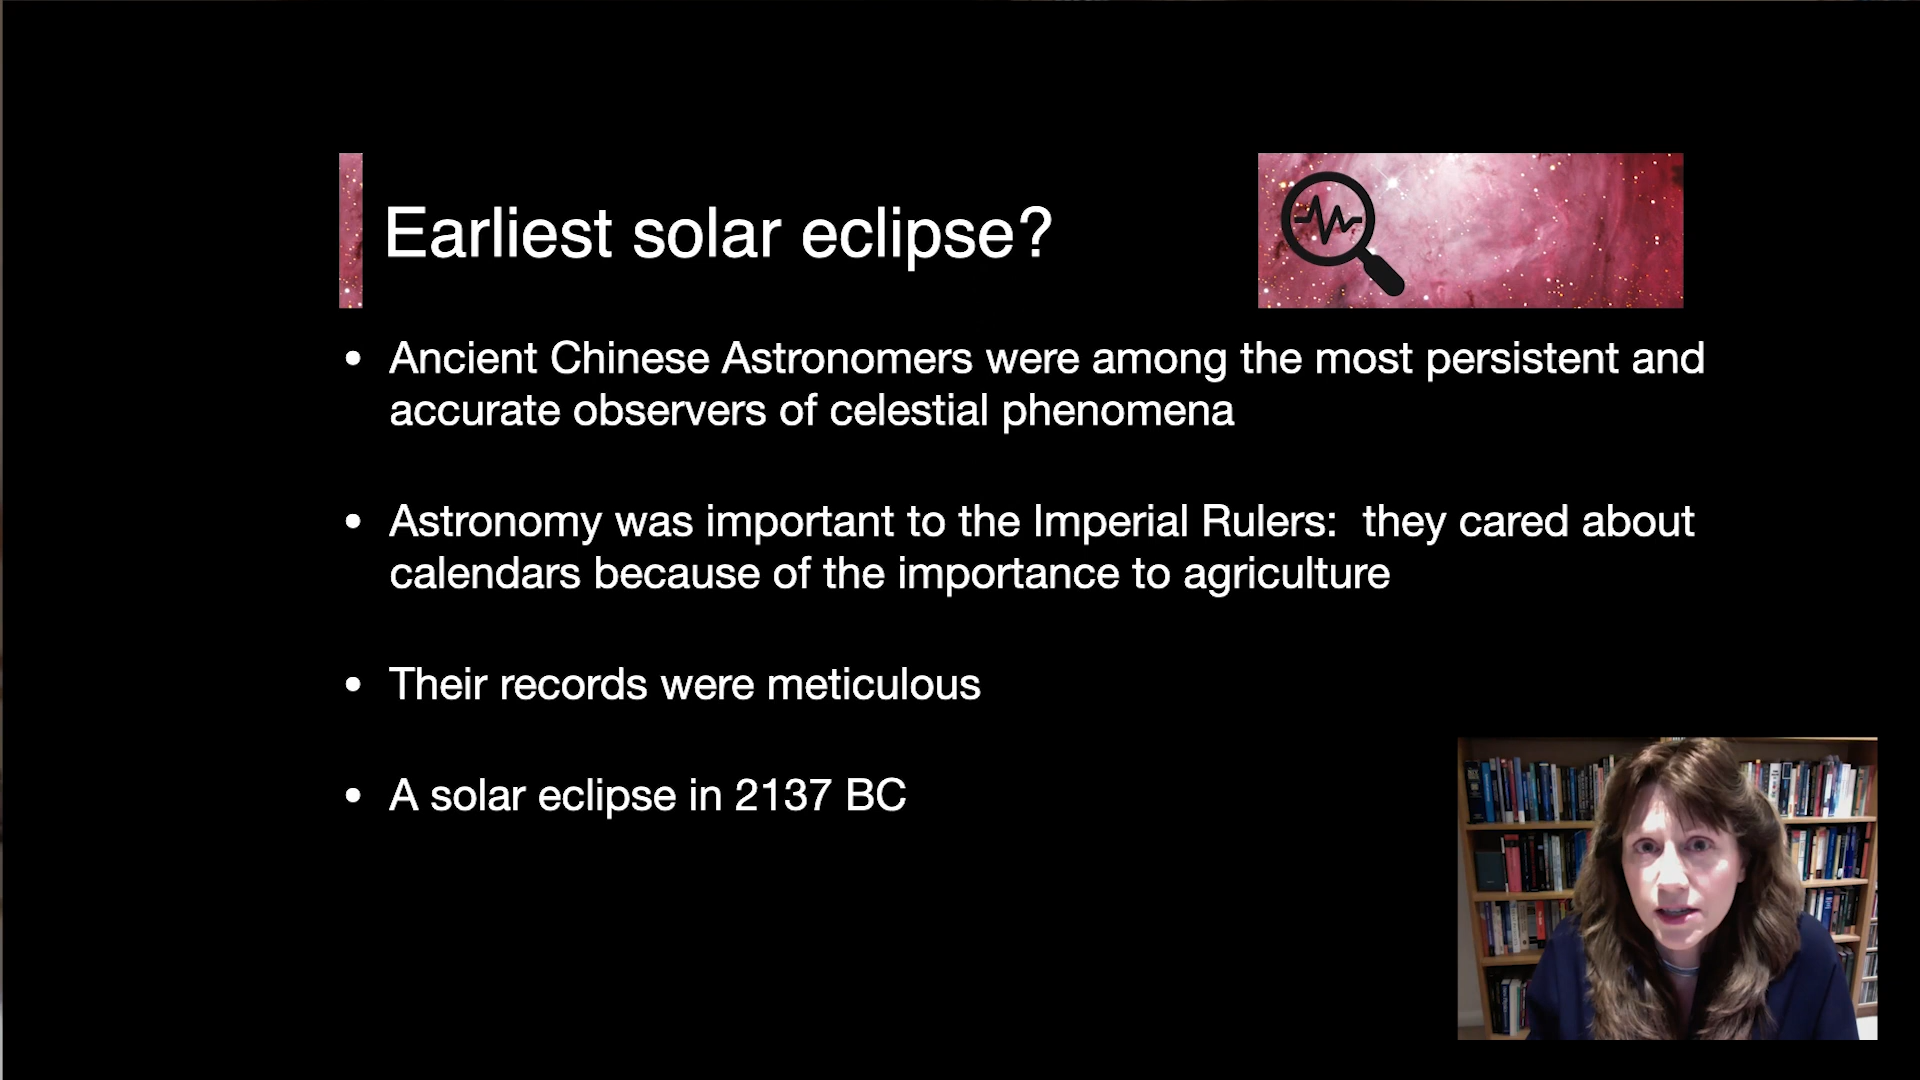 Earliest solar eclipse?
• Ancient Chinese Astronomers were among the most persistent and
accurate observers of celestial phenomena
• Astronomy was important to the Imperial Rulers:  they cared about
calendars because of the importance to agriculture
• Their records were meticulous
• A solar eclipse in 2137 BC